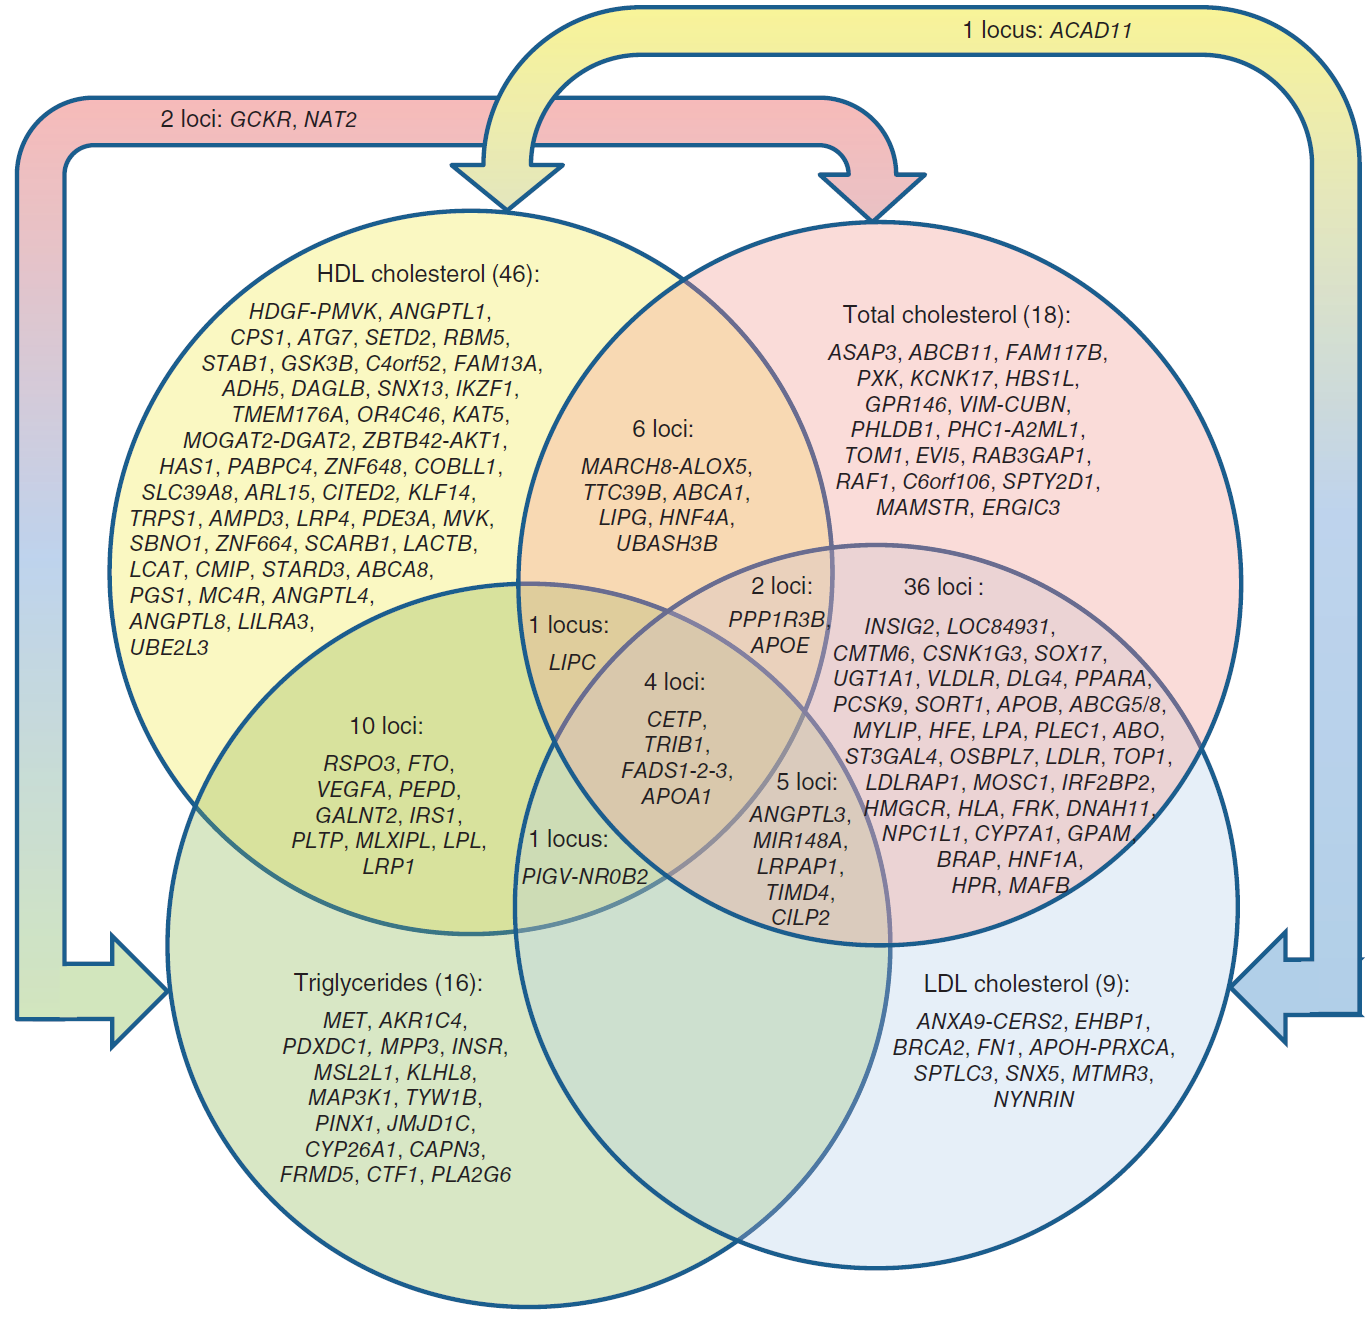 1 locus: ACAD11
2 loci: GCKR, NAT2
HDL cholesterol (46):
HDGF-PMVK, ANGPTL1,
CPS1, ATG7, SETD2, RBM5,
STAB1, GSK3B, C4orf52, FAM13A,
ADH5, DAGLB, SNX13, IKZF1,
TMEM176A, OR4C46, KAT5,
MOGAT2-DGAT2, ZBTB42-AKT1,
HAS1, PABPC4, ZNF648, COBLL1,
SLC39A8, ARL15, CITED2, KLF14,
TRPS1, AMPD3, LRP4, PDE3A, MVK,
SBNO1, ZNF664, SCARB1, LACTB,
LCAT, CMIP, STARD3, ABCA8,
PGS1, MC4R, ANGPTL4,
ANGPTL8, LILRA3,
UBE2L3
Total cholesterol (18):
ASAP3, ABCB11, FAM117B,
PXK, KCNK17, HBS1L,
GPR146, VIM-CUBN,
PHLDB1, PHC1-A2ML1,
TOM1, EVI5, RAB3GAP1,
RAF1, C6orf106, SPTY2D1,
MAMSTR, ERGIC3
6 loci:
MARCH8-ALOX5,
TTC39B, ABCA1,
LIPG, HNF4A,
UBASH3B
2 loci:
PPP1R3B,
APOE
36 loci :
INSIG2, LOC84931,
CMTM6, CSNK1G3, SOX17,
UGT1A1, VLDLR, DLG4, PPARA,
PCSK9, SORT1, APOB, ABCG5/8,
MYLIP, HFE, LPA, PLEC1, ABO,
ST3GAL4, OSBPL7, LDLR, TOP1,
LDLRAP1, MOSC1, IRF2BP2,
HMGCR, HLA, FRK, DNAH11,
NPC1L1, CYP7A1, GPAM,
BRAP, HNF1A,
HPR, MAFB
1 locus:
LIPC
4 loci:
CETP,
TRIB1,
FADS1-2-3,
APOA1
10 loci:
RSPO3, FTO,
VEGFA, PEPD,
GALNT2, IRS1,
PLTP, MLXIPL, LPL,
LRP1
5 loci:
ANGPTL3,
MIR148A,
LRPAP1,
TIMD4,
CILP2
1 locus:
PIGV-NR0B2
Triglycerides (16):
MET, AKR1C4,
PDXDC1, MPP3, INSR,
MSL2L1, KLHL8,
MAP3K1, TYW1B,
PINX1, JMJD1C,
CYP26A1, CAPN3,
FRMD5, CTF1, PLA2G6
LDL cholesterol (9):
ANXA9-CERS2, EHBP1,
BRCA2, FN1, APOH-PRXCA,
SPTLC3, SNX5, MTMR3,
NYNRIN